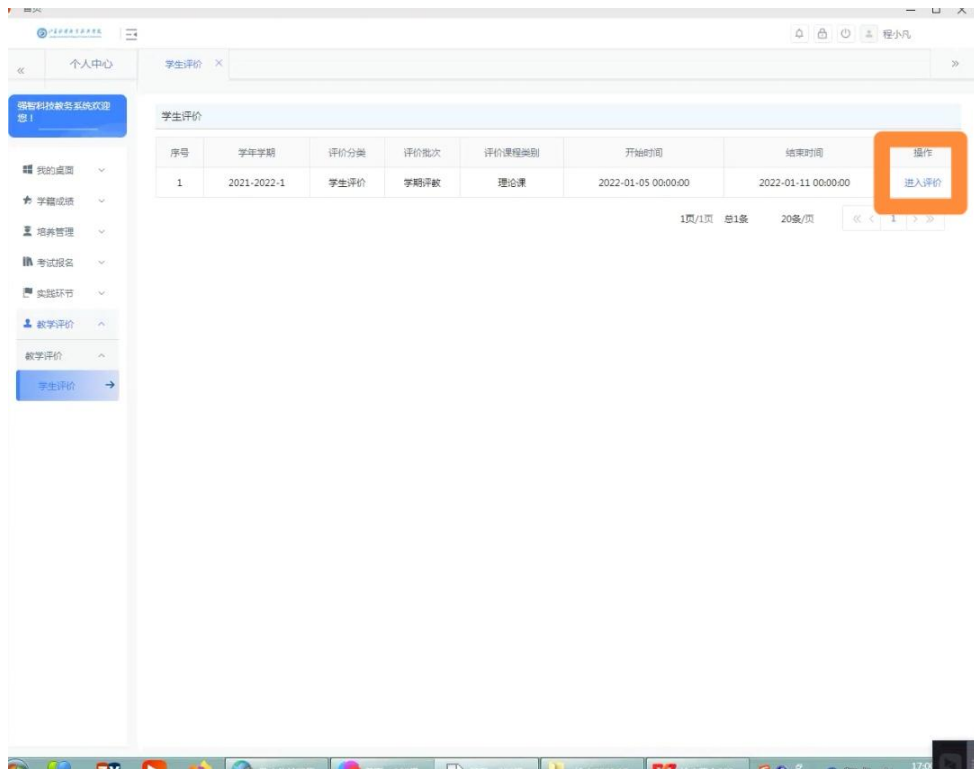 程小凡
« 个人中心 学生评价 × »
强智科技教务系统欢迎
您！
学生评价
序号 学年学期 评价分类 评价批次 评价课程类别 开始时间 结束时间 操作
1 2021-2022-1 学生评价 学期评教 理论课 2022-01-05 00:00:00 2022-01-11 00:00:00 进入评价
1页/1页 总1条 20条/页 « < 1 > »
我的桌面
学籍成绩
培养管理
考试报名
实践环节
教学评价
教学评价
学生评价